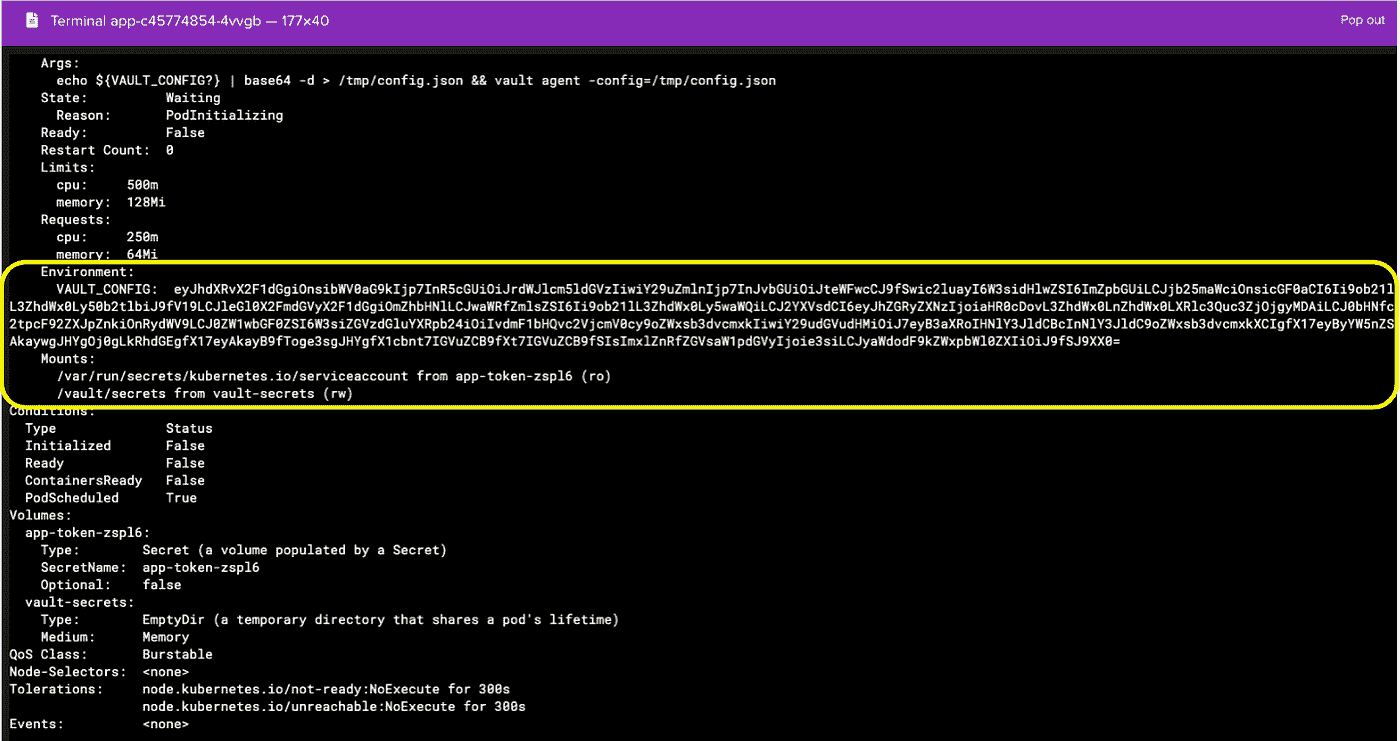 Terminal app-c45774854-4vvgb — 177×40
Pop out
Args:
echo ${VAULT_CONFIG?} | base64 -d > /tmp/config.json && vault agent -config=/tmp/config.json
State: Waiting
Reason: PodInitializing
Ready: False
Restart Count: 0
Limits:
cpu: 500m
memory: 128Mi
Requests:
cpu: 250m
memory: 64Mi
Environment:
VAULT_CONFIG: eyJhdXRvX2F1dGgiOnsibWV0aG9kIjp7InR5cGUiOiJrdWJlcm5ldGVzIiwiY29uZmlnIjp7InJvbGUiOiJteWFwcCJ9fSwic2luayI6W3sidHlwZSI6ImZpbGUiLCJjb25maWciOnsicGF0aCI6Ii9ob21l
L3ZhdWx0Ly50b2tlbiJ9fV19LCJleGl0X2FmdGVyX2F1dGgiOmZhbHNlLCJwaWRfZmlsZSI6Ii9ob21lL3ZhdWx0Ly5waWQiLCJ2YXVsdCI6eyJhZGRyZXNzIjoiaHR0cDovL3ZhdWx0LnZhdWx0LXRlc3Quc3ZjOjgyMDAiLCJ0bHNfc
2tpcF92ZXJpZnkiOnRydWV9LCJ0ZW1wbGF0ZSI6W3siZGVzdGluYXRpb24iOiIvdmF1bHQvc2VjcmV0cy9oZWxsb3dvcmxkIiwiY29udGVudHMiOiJ7eyB3aXRoIHNlY3JldCBcInNlY3JldC9oZWxsb3dvcmxkXCIgfX17eyByYW5nZS
AkaywgJHYgOj0gLkRhdGEgfX17eyAkayB9fToge3sgJHYgfX1cbnt7IGVuZCB9fXt7IGVuZCB9fSIsImxlZnRfZGVsaW1pdGVyIjoie3siLCJyaWdodF9kZWxpbWl0ZXIiOiJ9fSJ9XX0=
Mounts:
/var/run/secrets/kubernetes.io/serviceaccount from app-token-zspl6 (ro)
/vault/secrets from vault-secrets (rw)
Conditions:
Type Status
Initialized False
Ready False
ContainersReady False
PodScheduled True
Volumes:
app-token-zspl6:
Type: Secret (a volume populated by a Secret)
SecretName: app-token-zspl6
Optional: false
vault-secrets:
Type: EmptyDir (a temporary directory that shares a pod's lifetime)
Medium: Memory
QoS Class: Burstable
Node-Selectors: <none>
Tolerations: node.kubernetes.io/not-ready:NoExecute for 300s
node.kubernetes.io/unreachable:NoExecute for 300s
Events: <none>